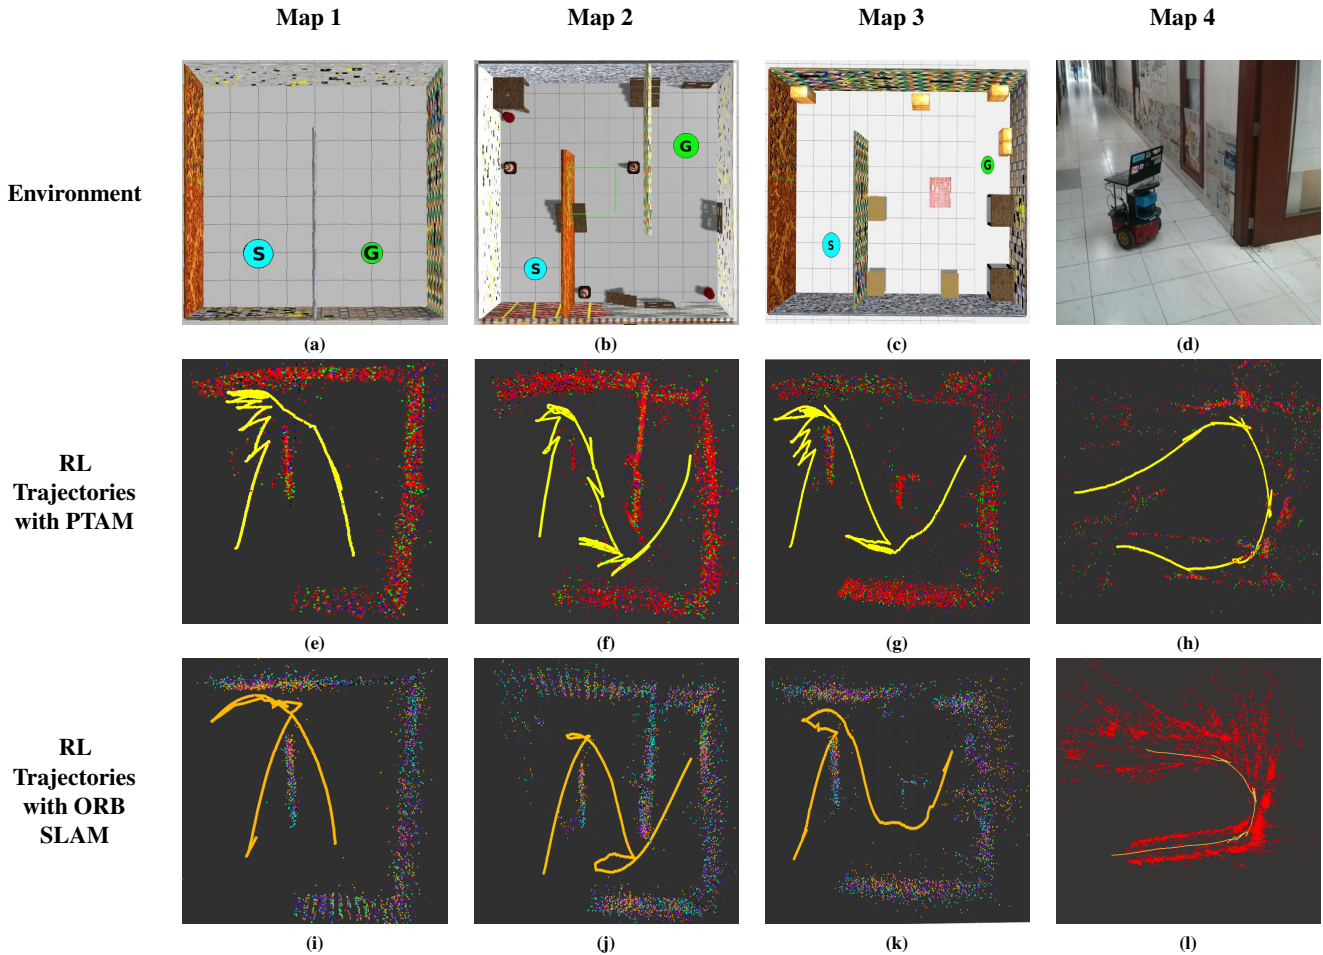 Map 1
Map 2
Map 3
Map 4
Environment
S
G
G
S
G
S
(a)
(b)
(c)
(d)
RL
Trajectories
with PTAM
(e)
(f)
(g)
(h)
RL
Trajectories
with ORB
SLAM
(i)
(j)
(k)
(l)